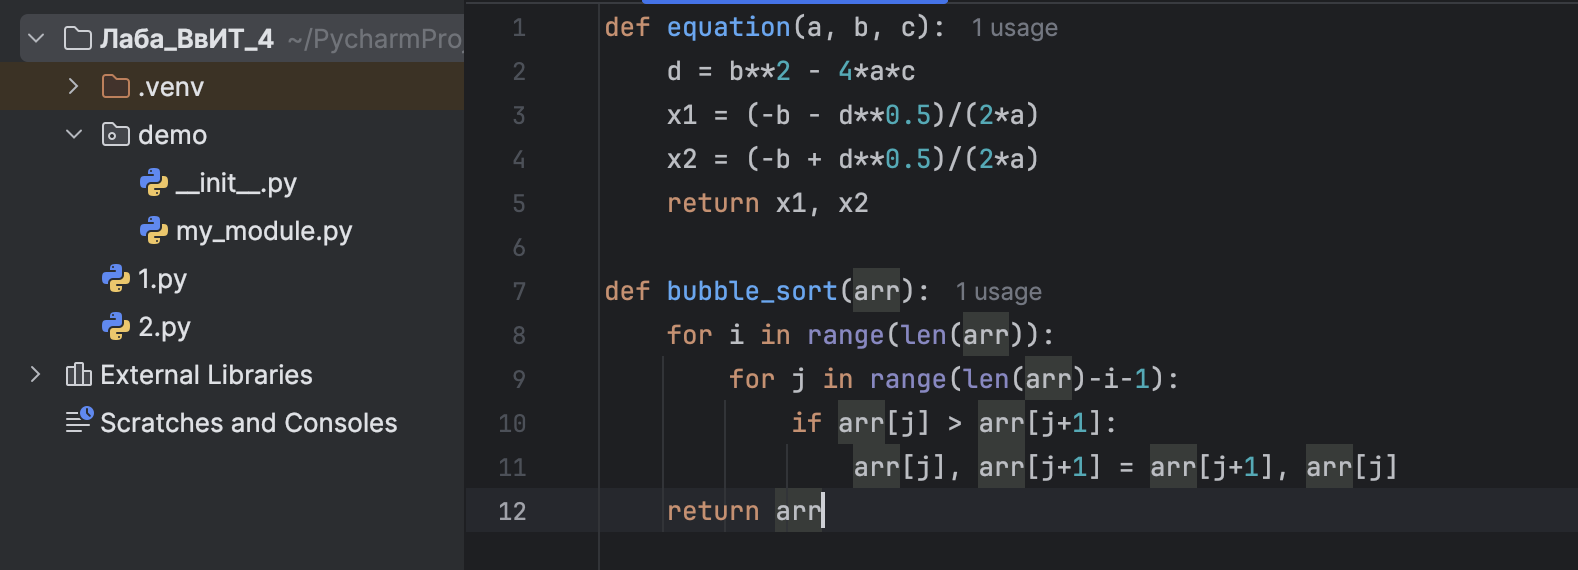 Лаба_ВвИТ_4 ~/PycharmPro
.venv
demo
__init__.py
my_module.py
1.py
2.py
External Libraries
Scratches and Consoles
1 def equation(a, b, c): 1 usage
2 d = b**2 - 4*a*c
3 x1 = (-b - d**0.5)/(2*a)
4 x2 = (-b + d**0.5)/(2*a)
5 return x1, x2
6
7 def bubble_sort(arr): 1 usage
8 for i in range(len(arr)):
9 for j in range(len(arr)-i-1):
10 if arr[j] > arr[j+1]:
11 arr[j], arr[j+1] = arr[j+1], arr[j]
12 return arr